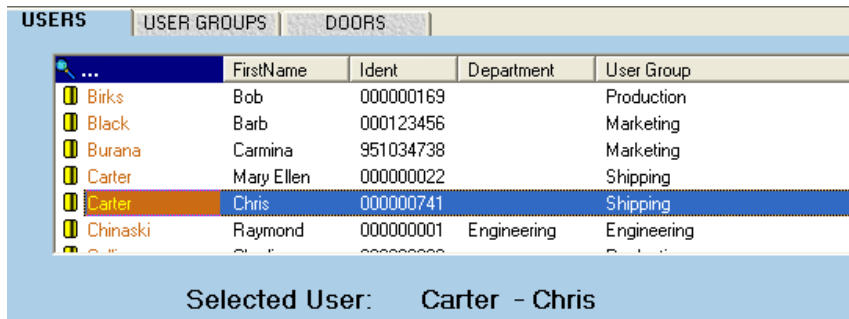 USERS USER GROUPS DOORS
... FirstName Ident Department User Group
Birks Bob 000000169 Production
Black Barb 000123456 Marketing
Burana Carmina 951034738 Marketing
Carter Mary Ellen 000000022 Shipping
Carter Chris 000000741 Shipping
Chinaski Raymond 000000001 Engineering Engineering
Selected User: Carter - Chris